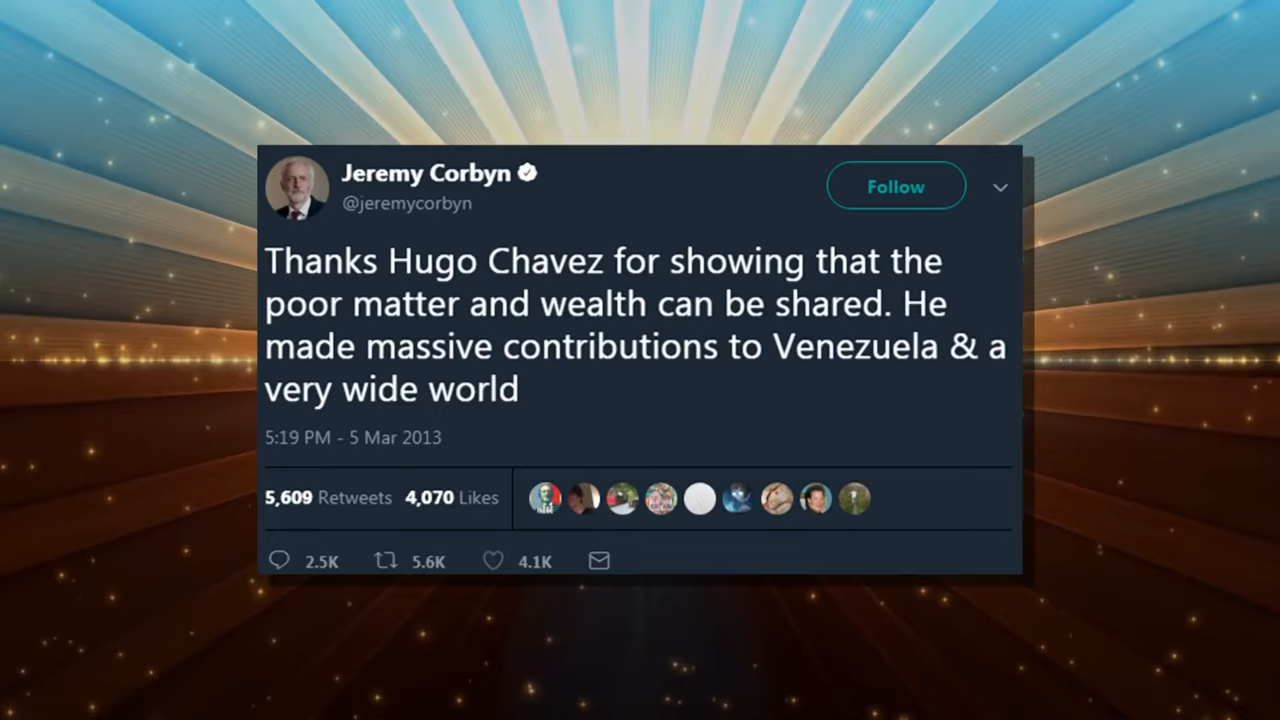 Jeremy Corbyn
@jeremycorbyn
Follow
Thanks Hugo Chavez for showing that the
poor matter and wealth can be shared. He
made massive contributions to Venezuela & a
very wide world
5:19 PM - 5 Mar 2013
5,609 Retweets 4,070 Likes
2.5K 5.6K 4.1K